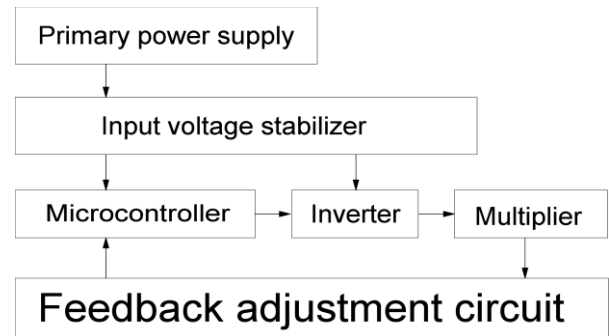 Primary power supply
Input voltage stabilizer
Microcontroller
Inverter
Multiplier
Feedback adjustment circuit